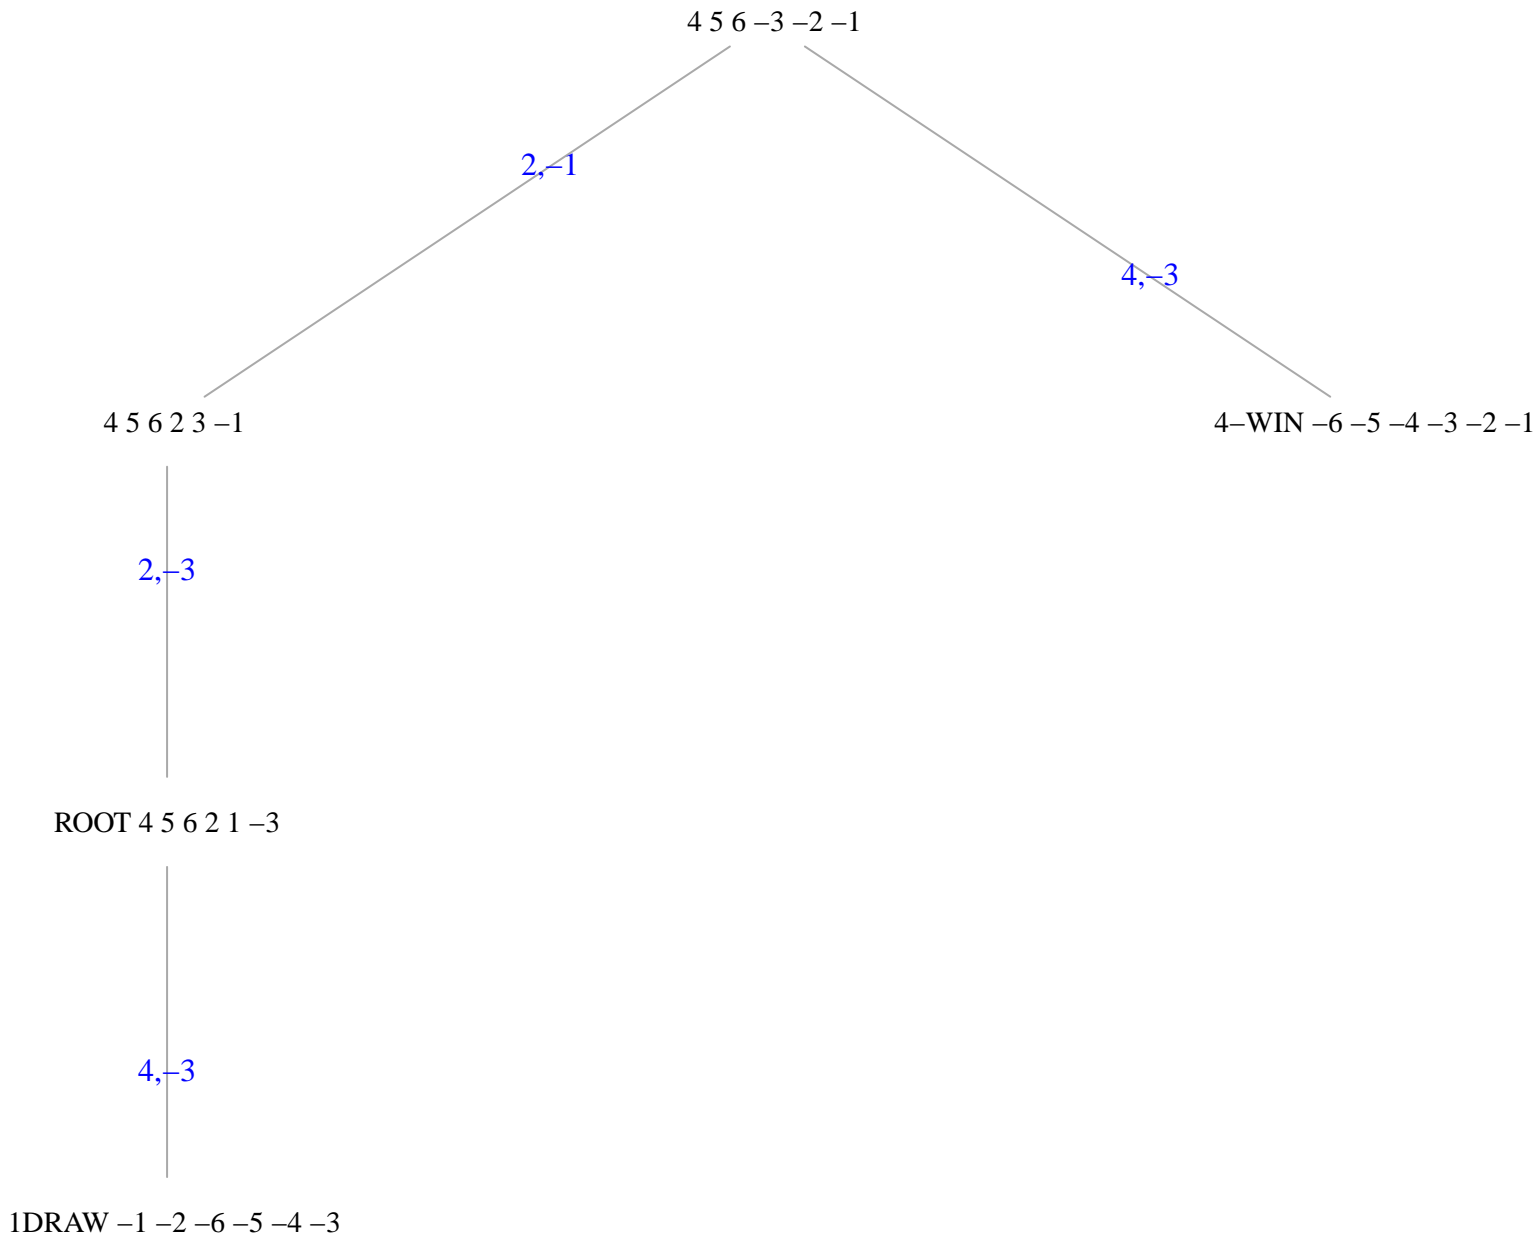 4 5 6 –3 –2 –1
2,–1
4,–3
4 5 6 2 3 –1
4–WIN –6 –5 –4 –3 –2 –1
2,–3
ROOT 4 5 6 2 1 –3
4,–3
1DRAW –1 –2 –6 –5 –4 –3